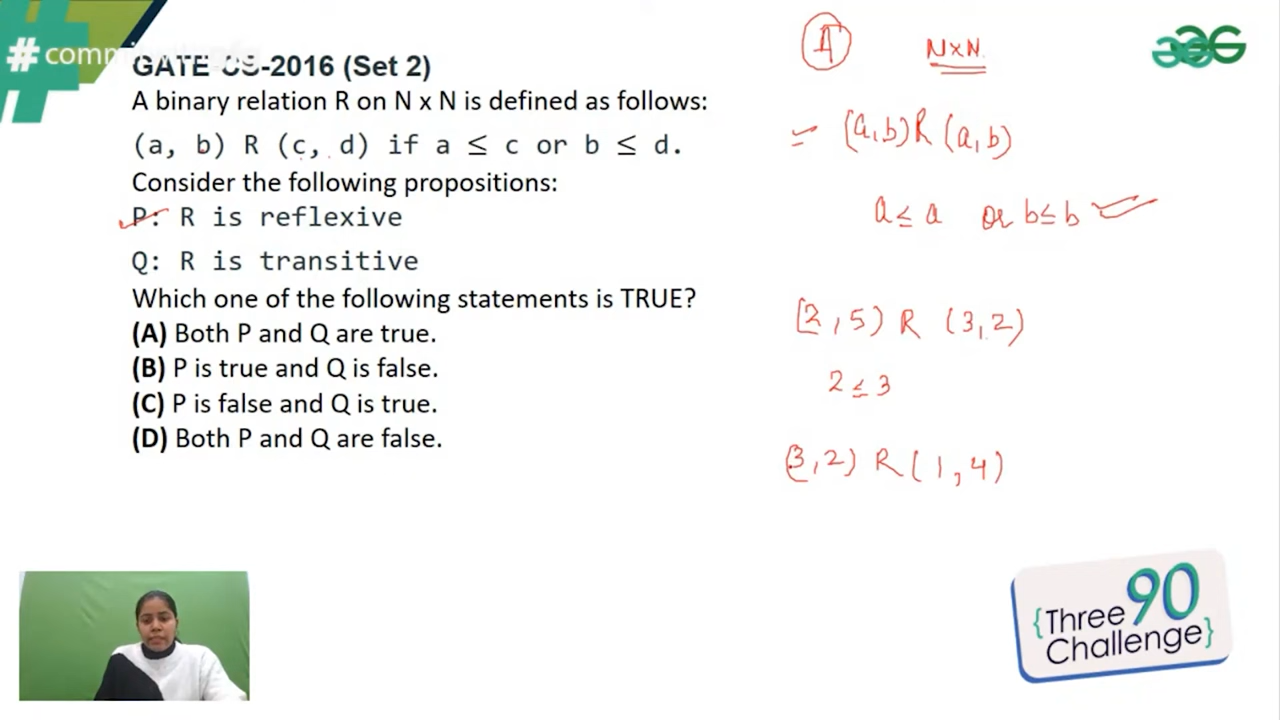 #commit
GATE CS-2016 (Set 2)
A binary relation R on N x N is defined as follows:
(a, b) R (c, d) if a ≤ c or b ≤ d.
Consider the following propositions:
P: R is reflexive
Q: R is transitive
Which one of the following statements is TRUE?
(A) Both P and Q are true.
(B) P is true and Q is false.
(C) P is false and Q is true.
(D) Both P and Q are false.
N×N
(a,b) R (a,b)
a ≤ a or b ≤ b
(2,5) R (3,2)
2 ≤ 3
(3,2) R (1,4)
{Three 90
Challenge}